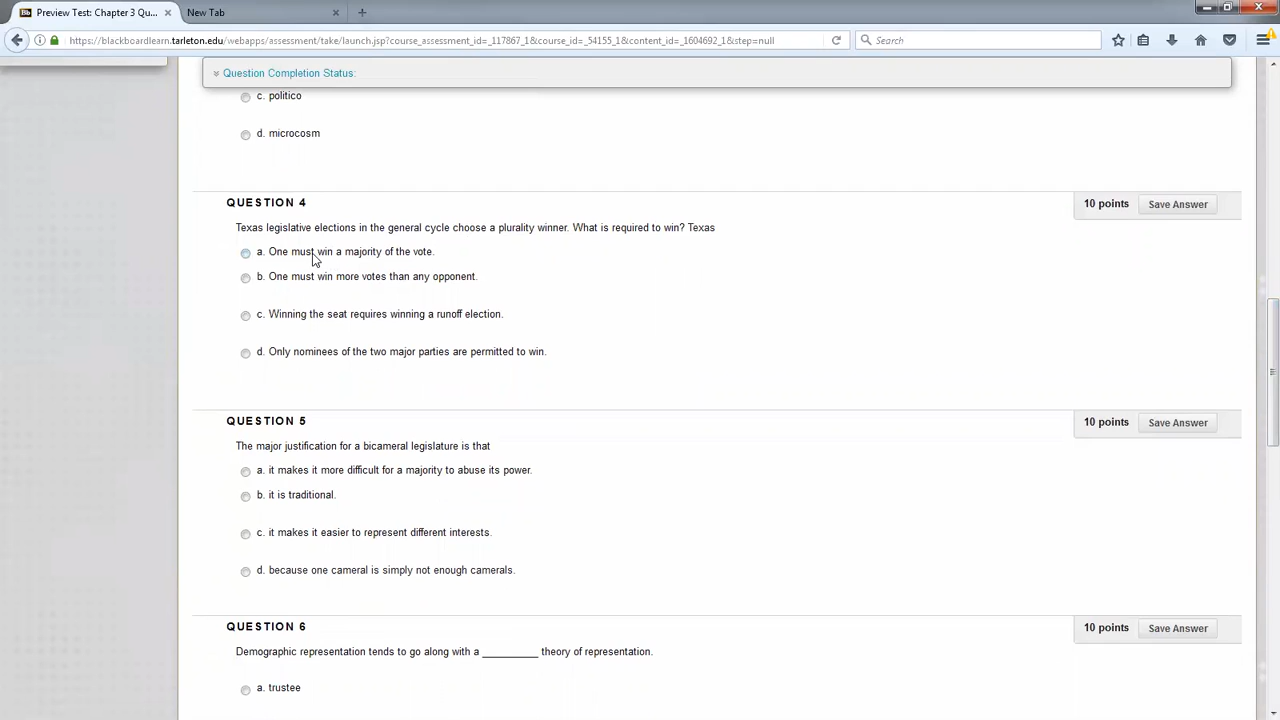 Preview Test: Chapter 3 Qu...
New Tab
https://blackboardlearn.tarleton.edu/webapps/assessment/take/launch.jsp?course_assessment_id=_117867_1&course_id=_54155_1&content_id=_1604692_1&step=null
Search
Question Completion Status:
c. politico
d. microcosm
QUESTION 4
10 points
Save Answer
Texas legislative elections in the general cycle choose a plurality winner. What is required to win? Texas
a. One must win a majority of the vote.
b. One must win more votes than any opponent.
c. Winning the seat requires winning a runoff election.
d. Only nominees of the two major parties are permitted to win.
QUESTION 5
10 points
Save Answer
The major justification for a bicameral legislature is that
a. it makes it more difficult for a majority to abuse its power.
b. it is traditional.
c. it makes it easier to represent different interests.
d. because one cameral is simply not enough camerals.
QUESTION 6
10 points
Save Answer
Demographic representation tends to go along with a __________ theory of representation.
a. trustee